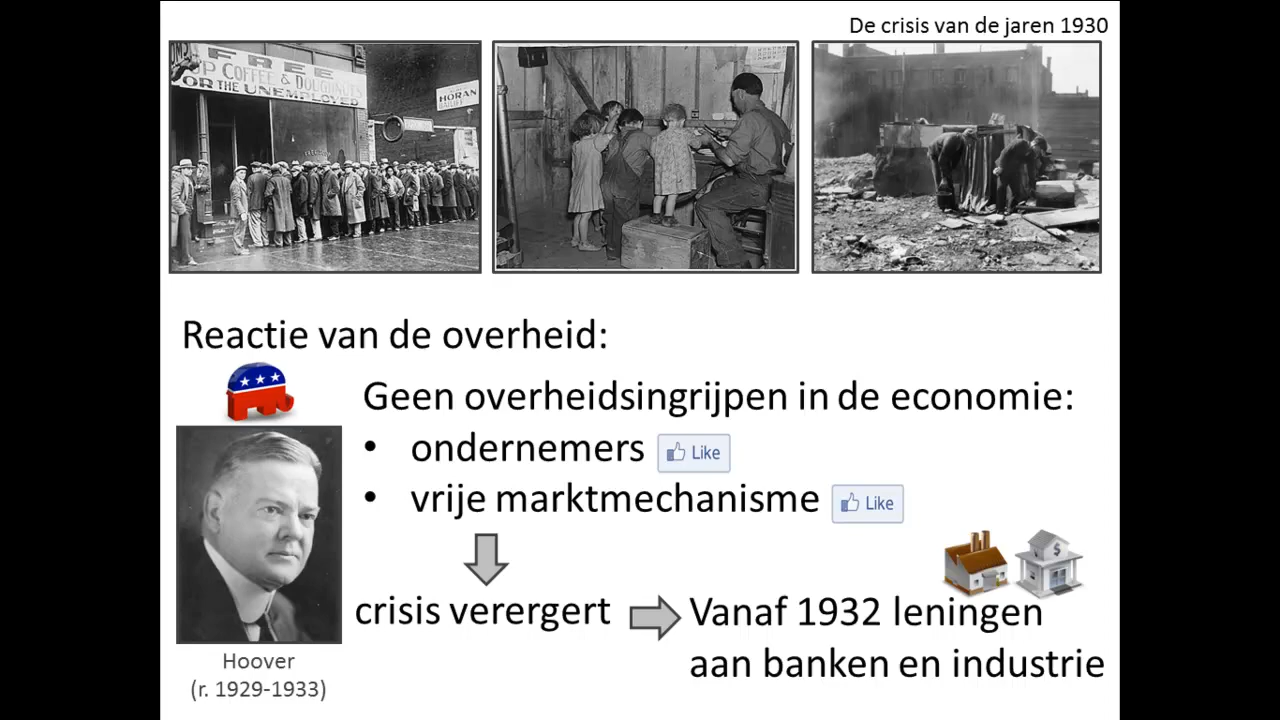 De crisis van de jaren 1930
FREE
COFFEE & DOUGHNUTS
FOR THE UNEMPLOYED
HORAN
Reactie van de overheid:
Geen overheidsingrijpen in de economie:
• ondernemers Like
• vrije marktmechanisme Like
crisis verergert
Vanaf 1932 leningen
aan banken en industrie
Hoover
(r. 1929-1933)